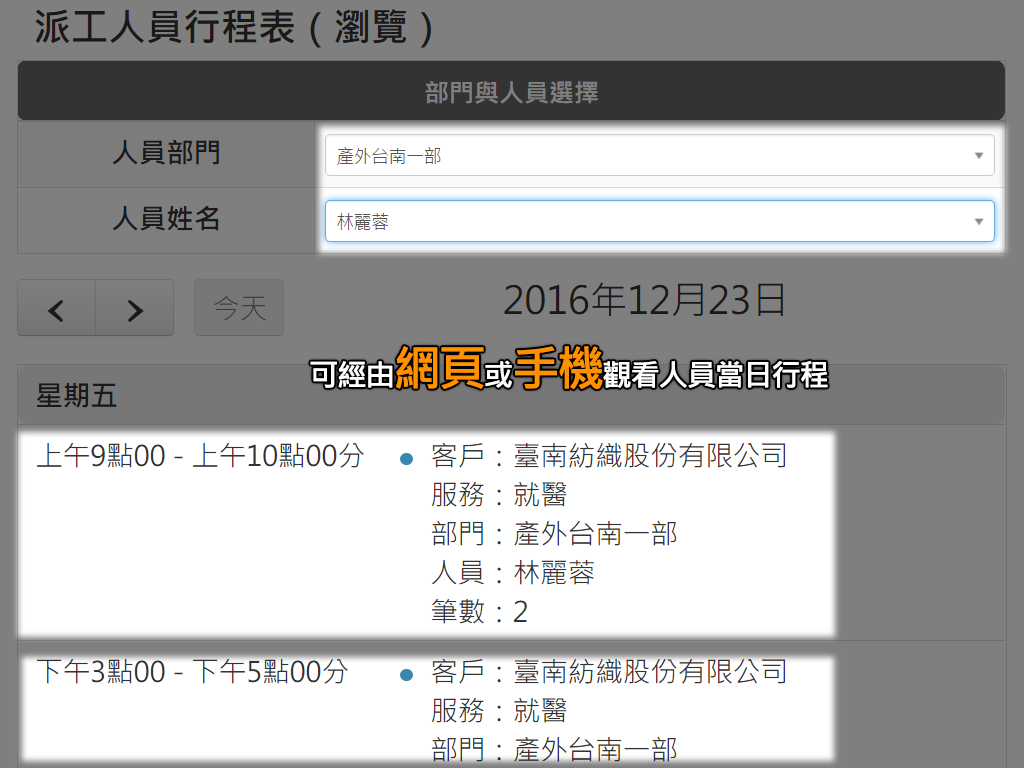 派工人員行程表（瀏覽）
部門與人員選擇
人員部門
產外台南一部
人員姓名
林麗蓉
今天
2016年12月23日
可經由網頁或手機觀看人員當日行程
星期五
上午9點00 - 上午10點00分
客戶：臺南紡織股份有限公司
服務：就醫
部門：產外台南一部
人員：林麗蓉
筆數：2
下午3點00 - 下午5點00分
客戶：臺南紡織股份有限公司
服務：就醫
部門：產外台南一部